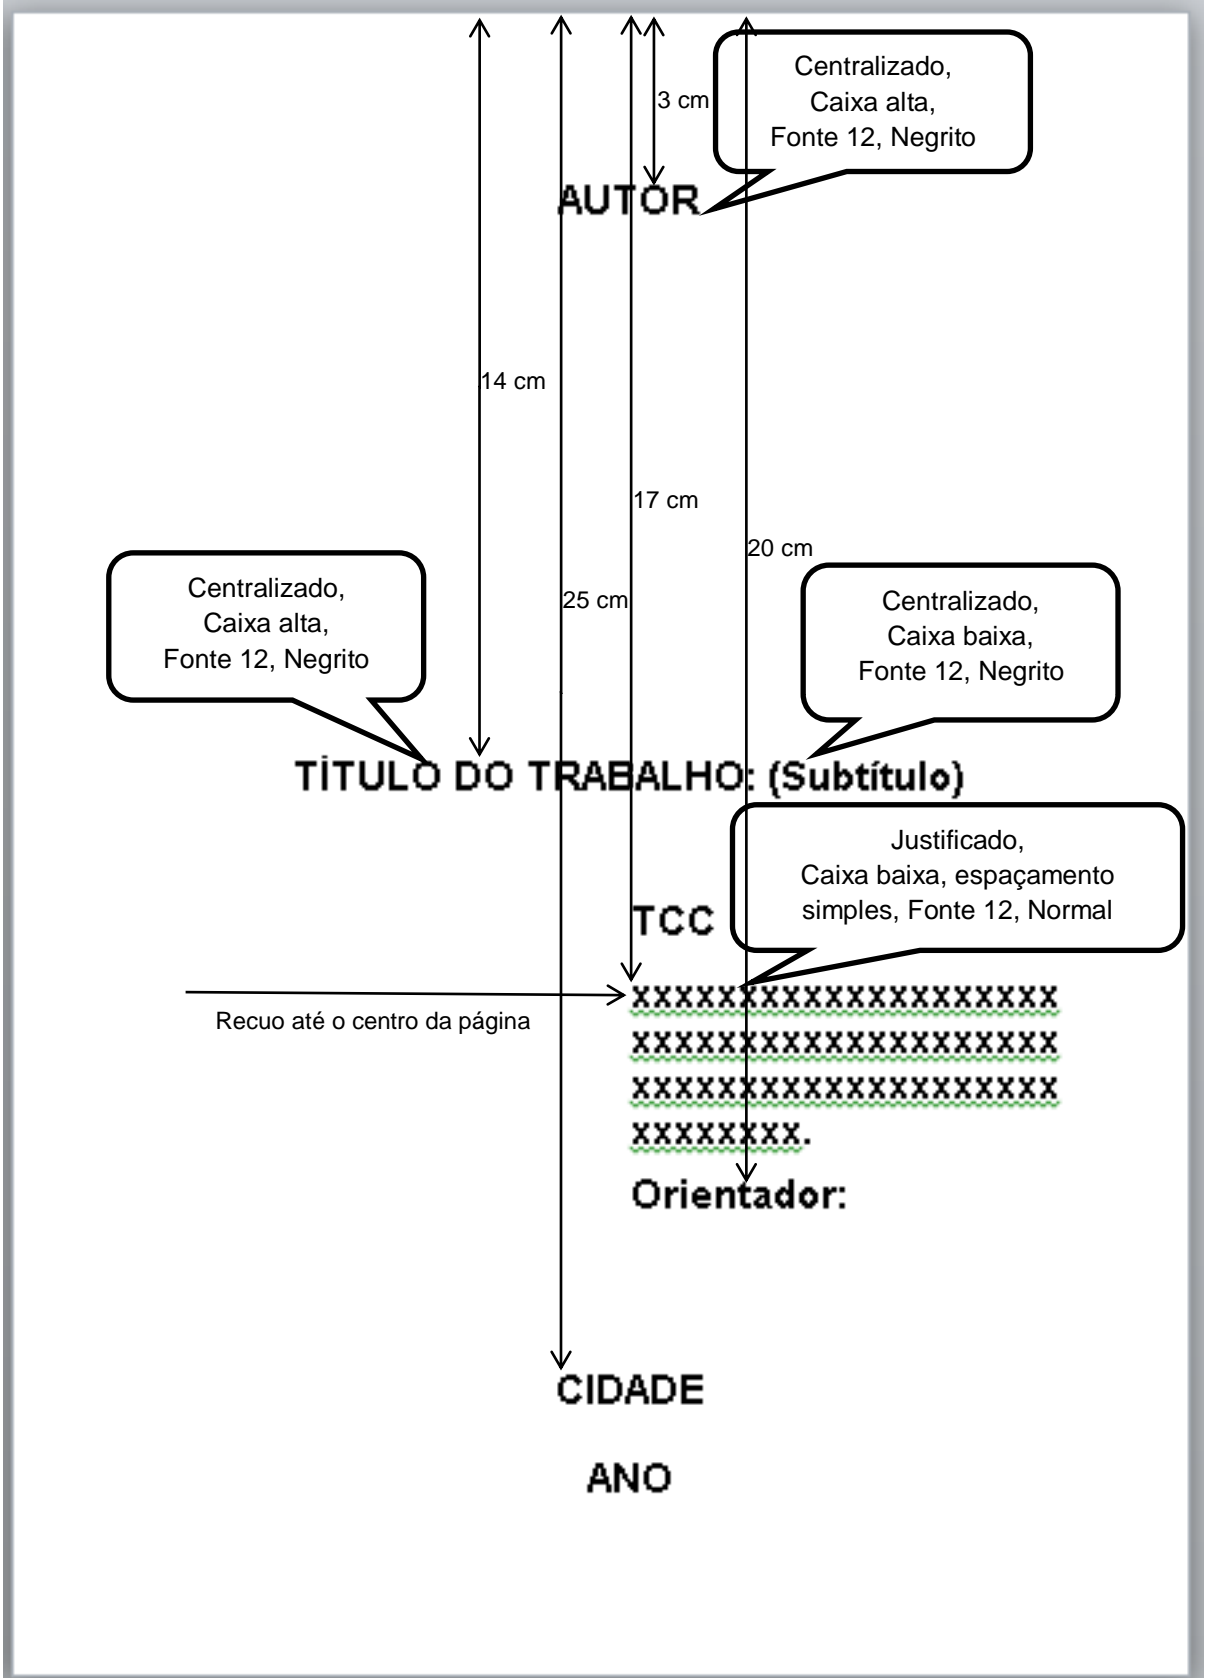 Centralizado,
Caixa alta,
Fonte 12, Negrito
3 cm
AUTOR
14 cm
17 cm
20 cm
25 cm
Centralizado,
Caixa alta,
Fonte 12, Negrito
Centralizado,
Caixa baixa,
Fonte 12, Negrito
TÍTULO DO TRABALHO: (Subtítulo)
Justificado,
Caixa baixa, espaçamento
simples, Fonte 12, Normal
TCC
Recuo até o centro da página
xxxxxxxxxxxxxxxxxxxx
xxxxxxxxxxxxxxxxxxxx
xxxxxxxxxxxxxxxxxxxx
xxxxxxxx.
Orientador:
CIDADE
ANO